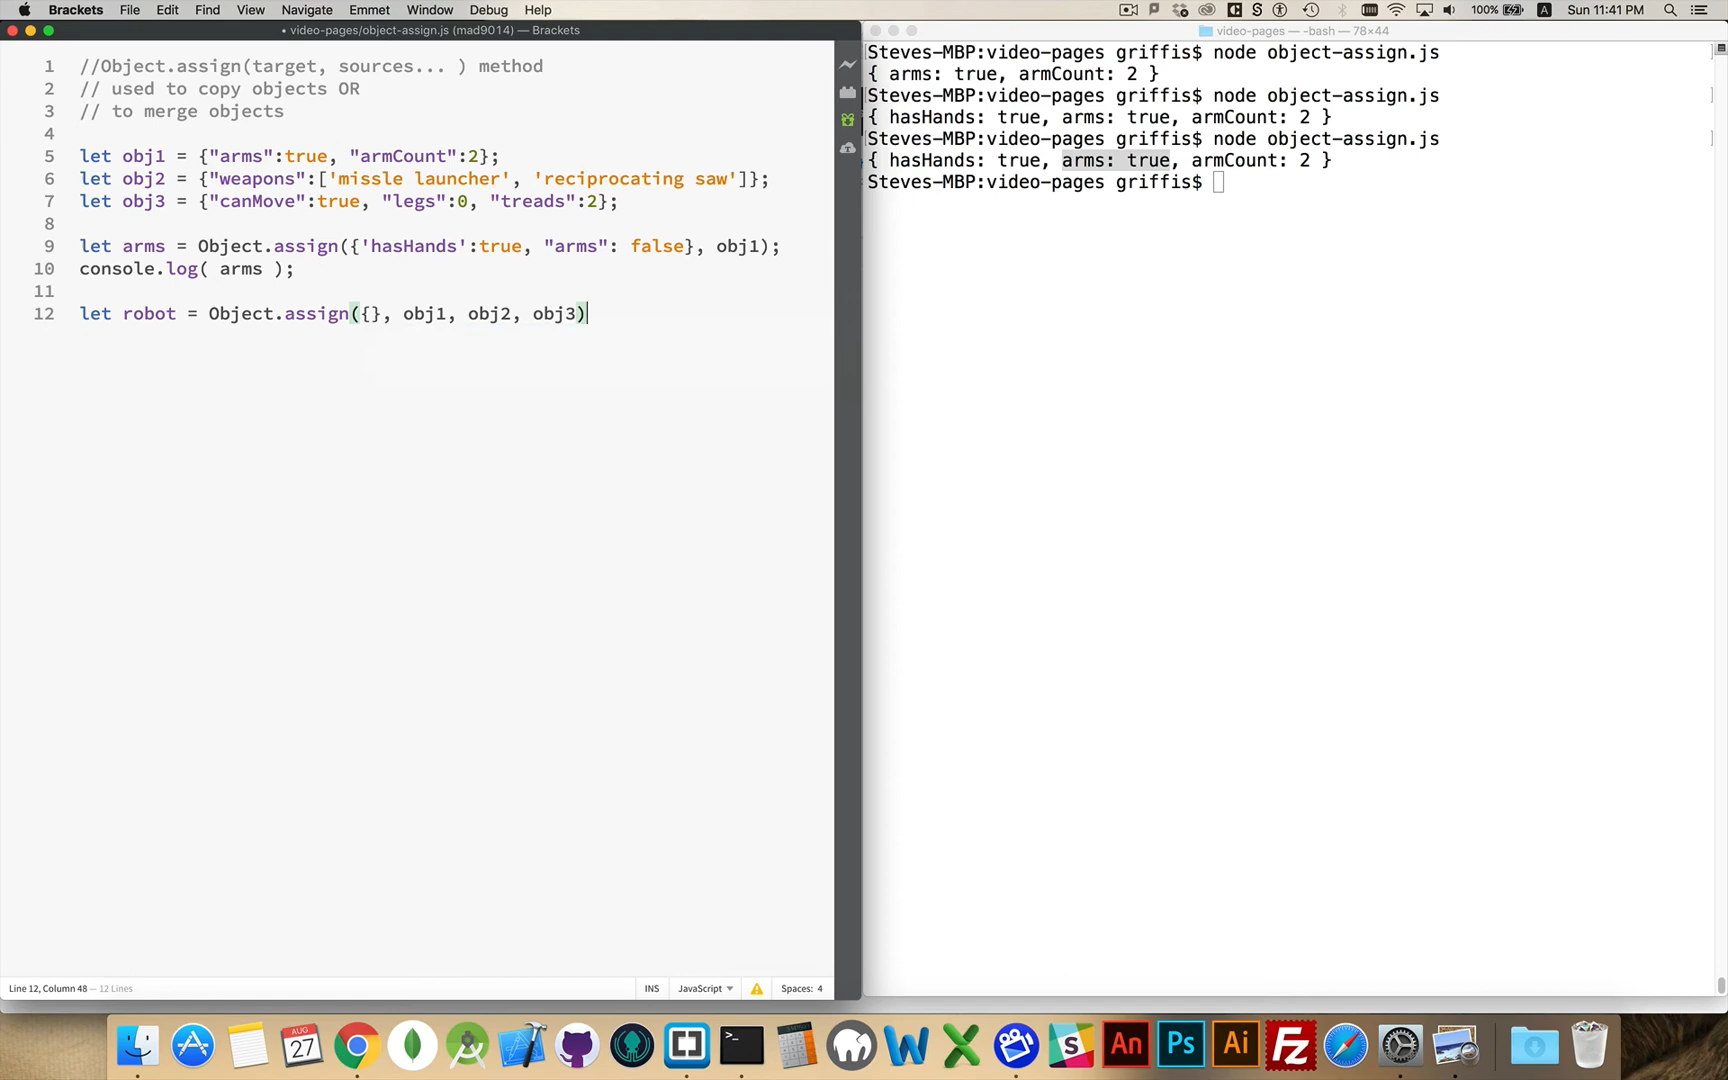 Brackets File Edit Find View Navigate Emmet Window Debug Help
100% A Sun 11:41 PM
• video-pages/object-assign.js (mad9014) — Brackets
video-pages — -bash — 78×44
1 //Object.assign(target, sources... ) method
2 // used to copy objects OR
3 // to merge objects
4
5 let obj1 = {"arms":true, "armCount":2};
6 let obj2 = {"weapons":['missle launcher', 'reciprocating saw']};
7 let obj3 = {"canMove":true, "legs":0, "treads":2};
8
9 let arms = Object.assign({'hasHands':true, "arms": false}, obj1);
10 console.log( arms );
11
12 let robot = Object.assign({}, obj1, obj2, obj3)
Steves-MBP:video-pages griffis$ node object-assign.js
{ arms: true, armCount: 2 }
Steves-MBP:video-pages griffis$ node object-assign.js
{ hasHands: true, arms: true, armCount: 2 }
Steves-MBP:video-pages griffis$ node object-assign.js
{ hasHands: true, arms: true, armCount: 2 }
Steves-MBP:video-pages griffis$
Line 12, Column 48 — 12 Lines
INS JavaScript Spaces: 4
AUG
27
>_
W
X
S
An
Ps
Ai
Fz